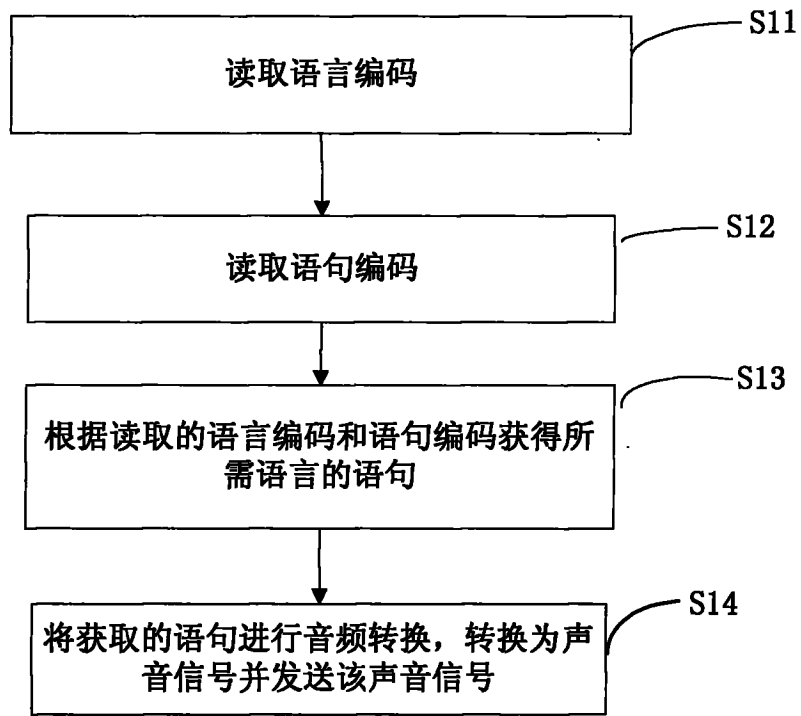 S11
读取语言编码
S12
读取语句编码
S13
根据读取的语言编码和语句编码获得所
需语言的语句
S14
将获取的语句进行音频转换，转换为声
音信号并发送该声音信号